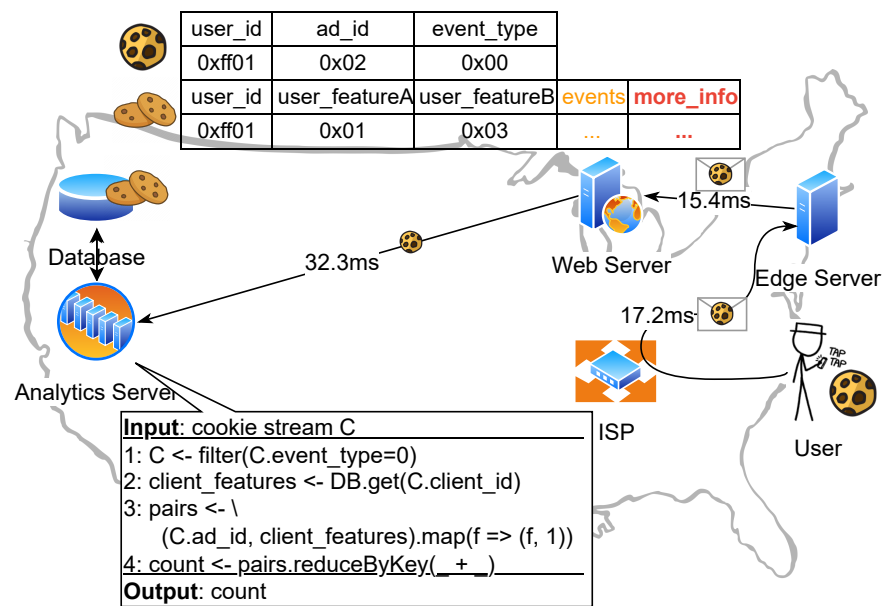 user_id ad_id event_type
0xff01 0x02 0x00
user_id user_featureA user_featureB events more_info
0xff01 0x01 0x03 ... ...
15.4ms
Database
32.3ms
Web Server
Edge Server
17.2ms
TAP
TAP
Analytics Server
ISP
User
Input: cookie stream C
1: C <- filter(C.event_type=0)
2: client_features <- DB.get(C.client_id)
3: pairs <- \
(C.ad_id, client_features).map(f => (f, 1))
4: count <- pairs.reduceByKey(_ + _)
Output: count